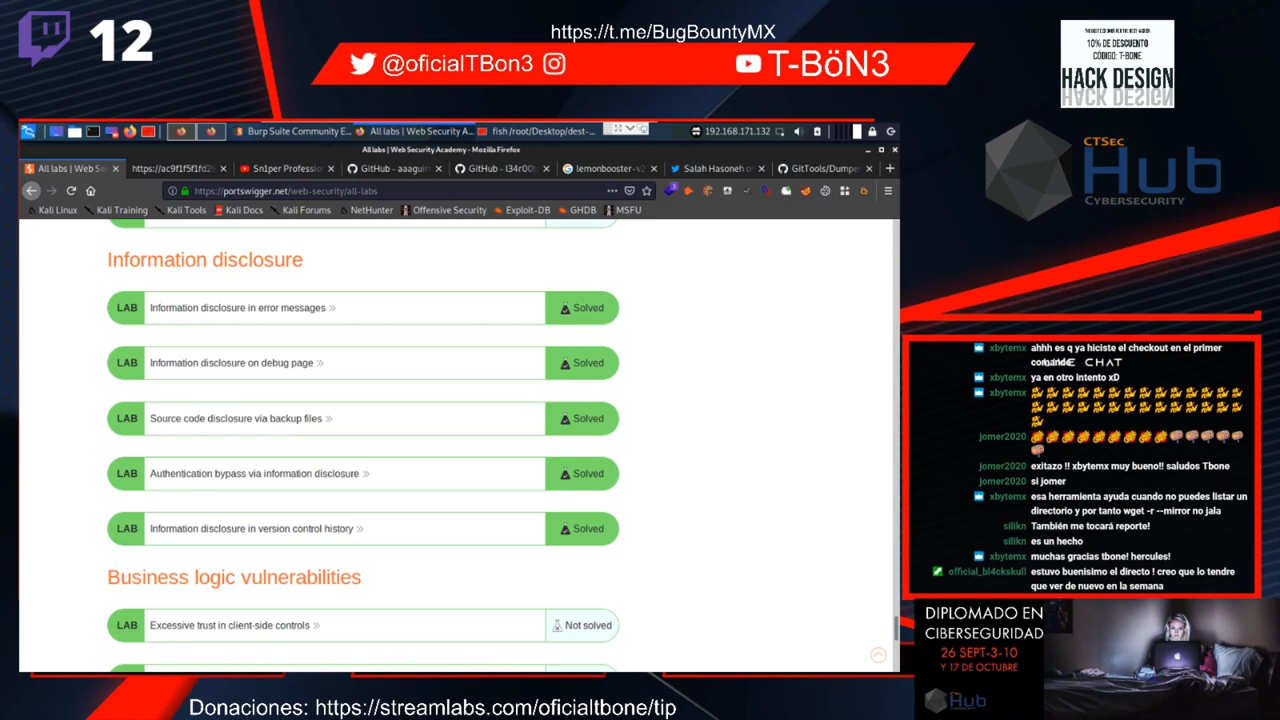 12
https://t.me/BugBountyMX
@oficialTBon3
T-BöN3
10% DE DESCUENTO
CÓDIGO: T-BONE
HACK DESIGN
CTSec
Hub
CYBERSECURITY
Burp Suite Community E...
All labs | Web Security A...
fish /root/Desktop/dest-...
192.168.171.132
All labs | Web Security Academy - Mozilla Firefox
All labs | Web Sec
https://ac9f1f5f1fd29
Sn1per Professio
GitHub - aaaguirr
GitHub - l34r00t
lemonbooster-v2
Salah Hasoneh on
GitTools/Dumper
https://portswigger.net/web-security/all-labs
Kali Linux
Kali Training
Kali Tools
Kali Docs
Kali Forums
NetHunter
Offensive Security
Exploit-DB
GHDB
MSFU
Information disclosure
LAB Information disclosure in error messages » Solved
LAB Information disclosure on debug page » Solved
LAB Source code disclosure via backup files » Solved
LAB Authentication bypass via information disclosure » Solved
LAB Information disclosure in version control history » Solved
Business logic vulnerabilities
LAB Excessive trust in client-side controls » Not solved
xbytemx ahhh es q ya hiciste el checkout en el primer
CHAT
xbytemx ya en otro intento xD
xbytemx
jomer2020
jomer2020 exitazo !! xbytemx muy bueno!! saludos Tbone
jomer2020 si jomer
xbytemx esa herramienta ayuda cuando no puedes listar un
directorio y por tanto wget -r --mirror no jala
silikn También me tocará reporte!
silikn es un hecho
xbytemx muchas gracias tbone! hercules!
official_bl4ckskull estuvo buenisimo el directo ! creo que lo tendre
que ver de nuevo en la semana
DIPLOMADO EN
CIBERSEGURIDAD
26 SEPT-3-10
Y 17 DE OCTUBRE
Hub
Donaciones: https://streamlabs.com/oficialtbone/tip